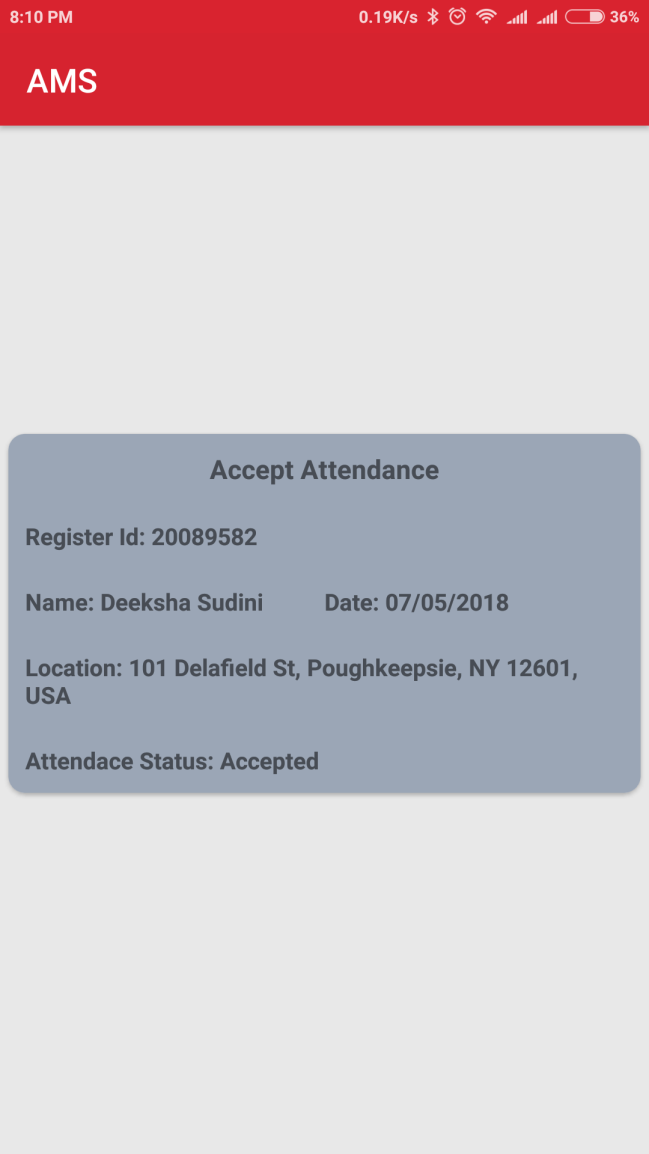 8:10 PM 0.19K/s 36%
AMS
Accept Attendance
Register Id: 20089582
Name: Deeksha Sudini Date: 07/05/2018
Location: 101 Delafield St, Poughkeepsie, NY 12601,
USA
Attendace Status: Accepted